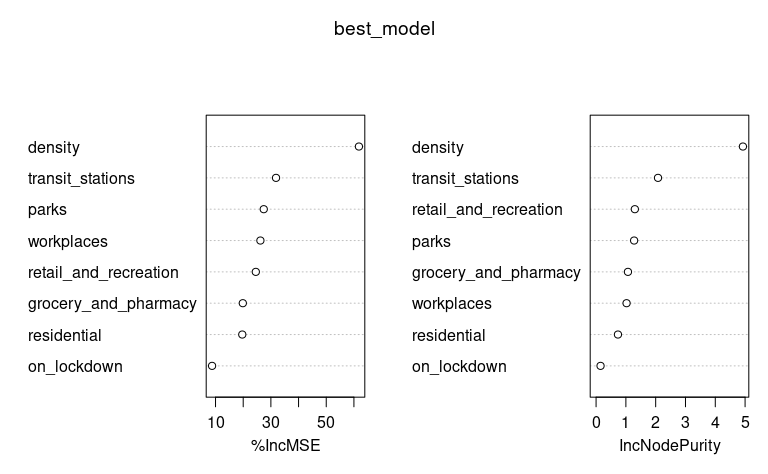 best_model
density
transit_stations
parks
workplaces
retail_and_recreation
grocery_and_pharmacy
residential
on_lockdown
10 30 50
%IncMSE
density
transit_stations
retail_and_recreation
parks
grocery_and_pharmacy
workplaces
residential
on_lockdown
0 1 2 3 4 5
IncNodePurity